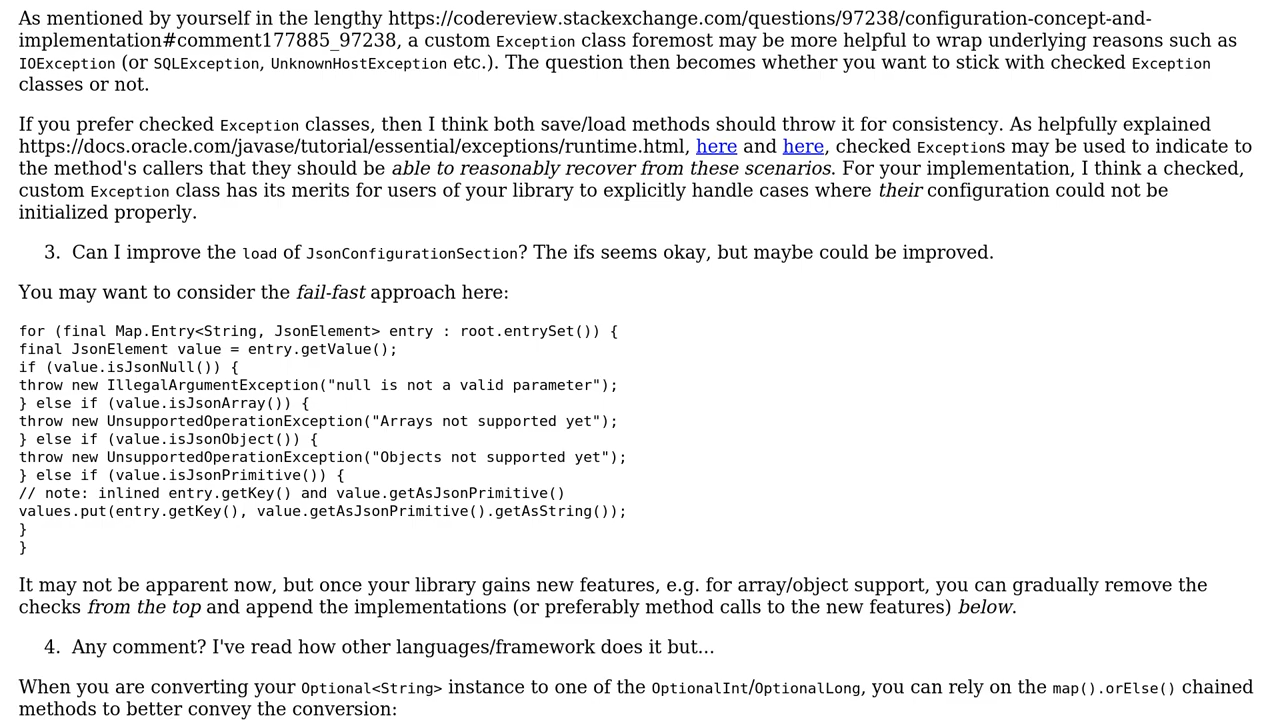 As mentioned by yourself in the lengthy https://codereview.stackexchange.com/questions/97238/configuration-concept-and-
implementation#comment177885_97238, a custom Exception class foremost may be more helpful to wrap underlying reasons such as
IOException (or SQLException, UnknownHostException etc.). The question then becomes whether you want to stick with checked Exception
classes or not.
If you prefer checked Exception classes, then I think both save/load methods should throw it for consistency. As helpfully explained
https://docs.oracle.com/javase/tutorial/essential/exceptions/runtime.html, here and here, checked Exceptions may be used to indicate to
the method's callers that they should be able to reasonably recover from these scenarios. For your implementation, I think a checked,
custom Exception class has its merits for users of your library to explicitly handle cases where their configuration could not be
initialized properly.
3. Can I improve the load of JsonConfigurationSection? The ifs seems okay, but maybe could be improved.
You may want to consider the fail-fast approach here:
for (final Map.Entry<String, JsonElement> entry : root.entrySet()) {
final JsonElement value = entry.getValue();
if (value.isJsonNull()) {
throw new IllegalArgumentException("null is not a valid parameter");
} else if (value.isJsonArray()) {
throw new UnsupportedOperationException("Arrays not supported yet");
} else if (value.isJsonObject()) {
throw new UnsupportedOperationException("Objects not supported yet");
} else if (value.isJsonPrimitive()) {
// note: inlined entry.getKey() and value.getAsJsonPrimitive()
values.put(entry.getKey(), value.getAsJsonPrimitive().getAsString());
}
}
It may not be apparent now, but once your library gains new features, e.g. for array/object support, you can gradually remove the
checks from the top and append the implementations (or preferably method calls to the new features) below.
4. Any comment? I've read how other languages/framework does it but...
When you are converting your Optional<String> instance to one of the OptionalInt/OptionalLong, you can rely on the map().orElse() chained
methods to better convey the conversion: